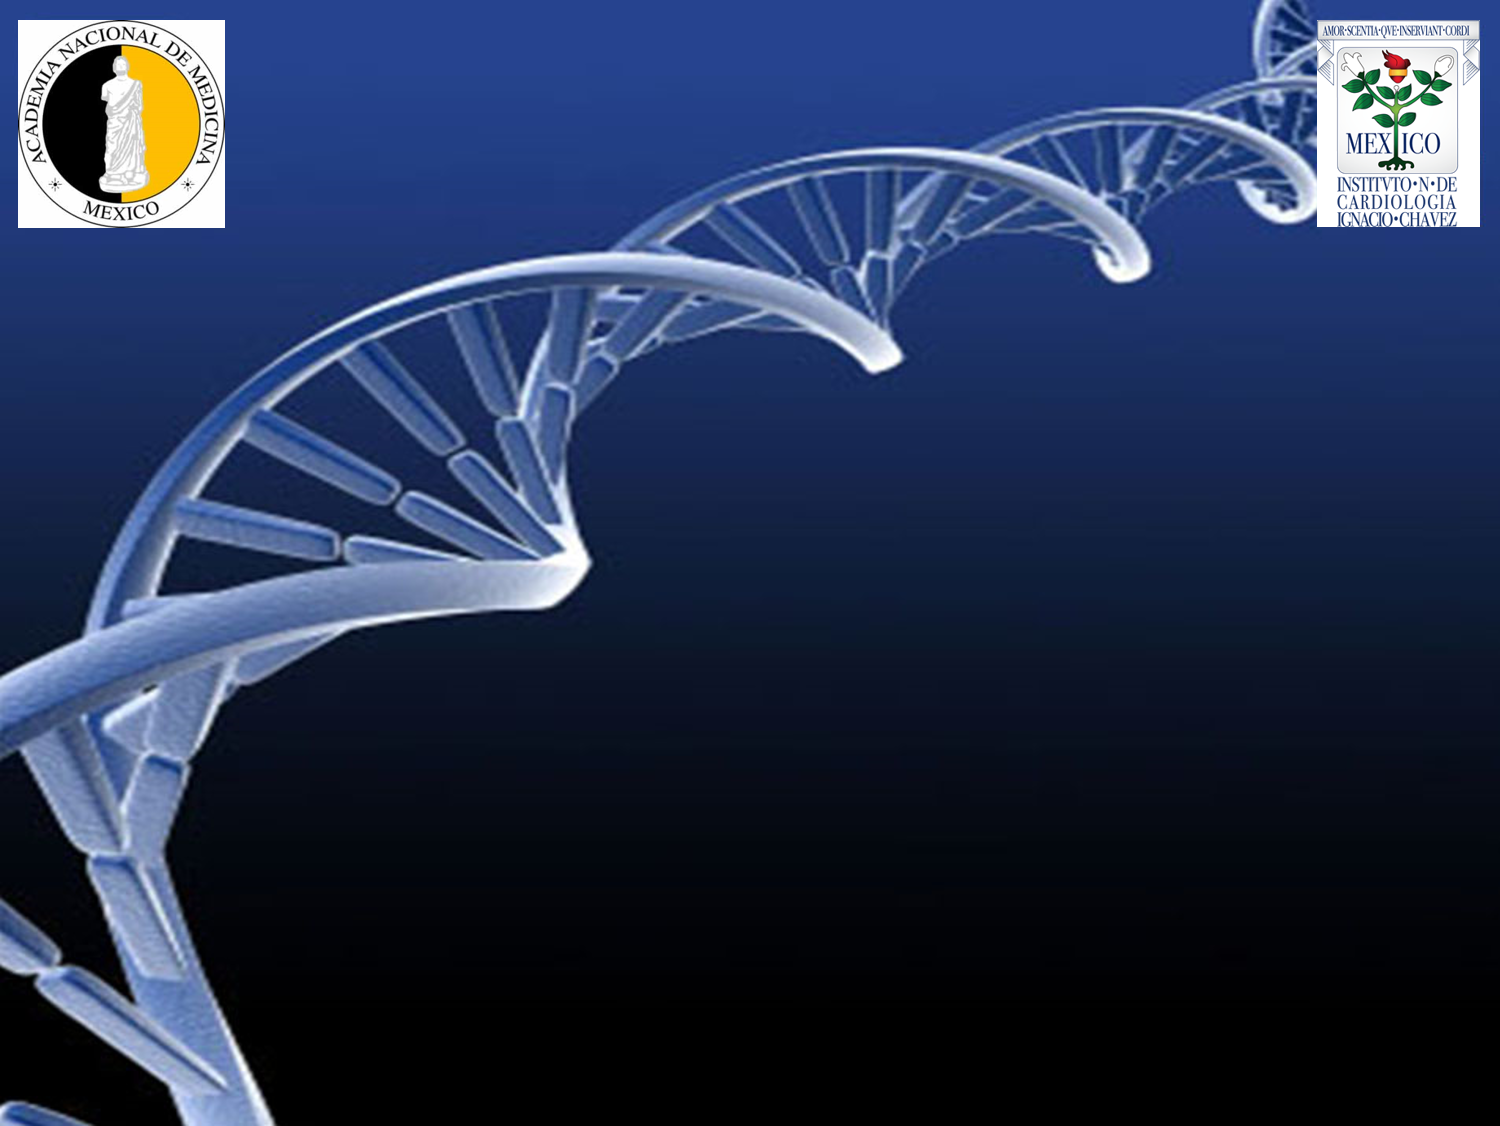 ACADEMIA NACIONAL DE MEDICINA
MEXICO
AMOR·SCENTIA·QVE·INSERVIANT·CORDI
MEXICO
INSTITVTO·N·DE
CARDIOLOGIA
IGNACIO·CHAVEZ